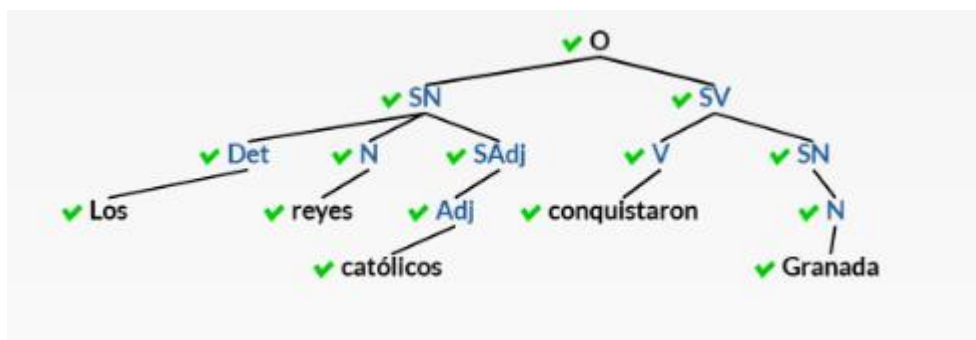 O
SN SV
Det N SAdj V SN
Los reyes Adj conquistaron N
católicos Granada